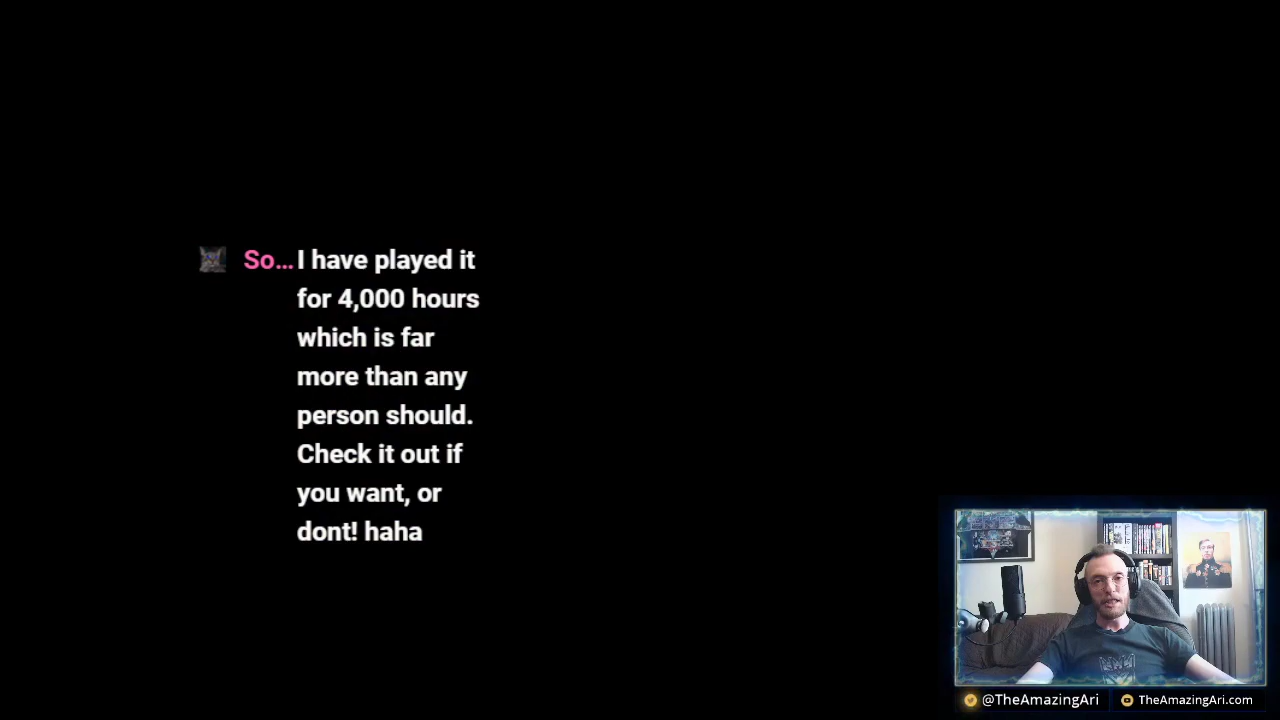 So... I have played it
for 4,000 hours
which is far
more than any
person should.
Check it out if
you want, or
dont! haha
@TheAmazingAri
TheAmazingAri.com